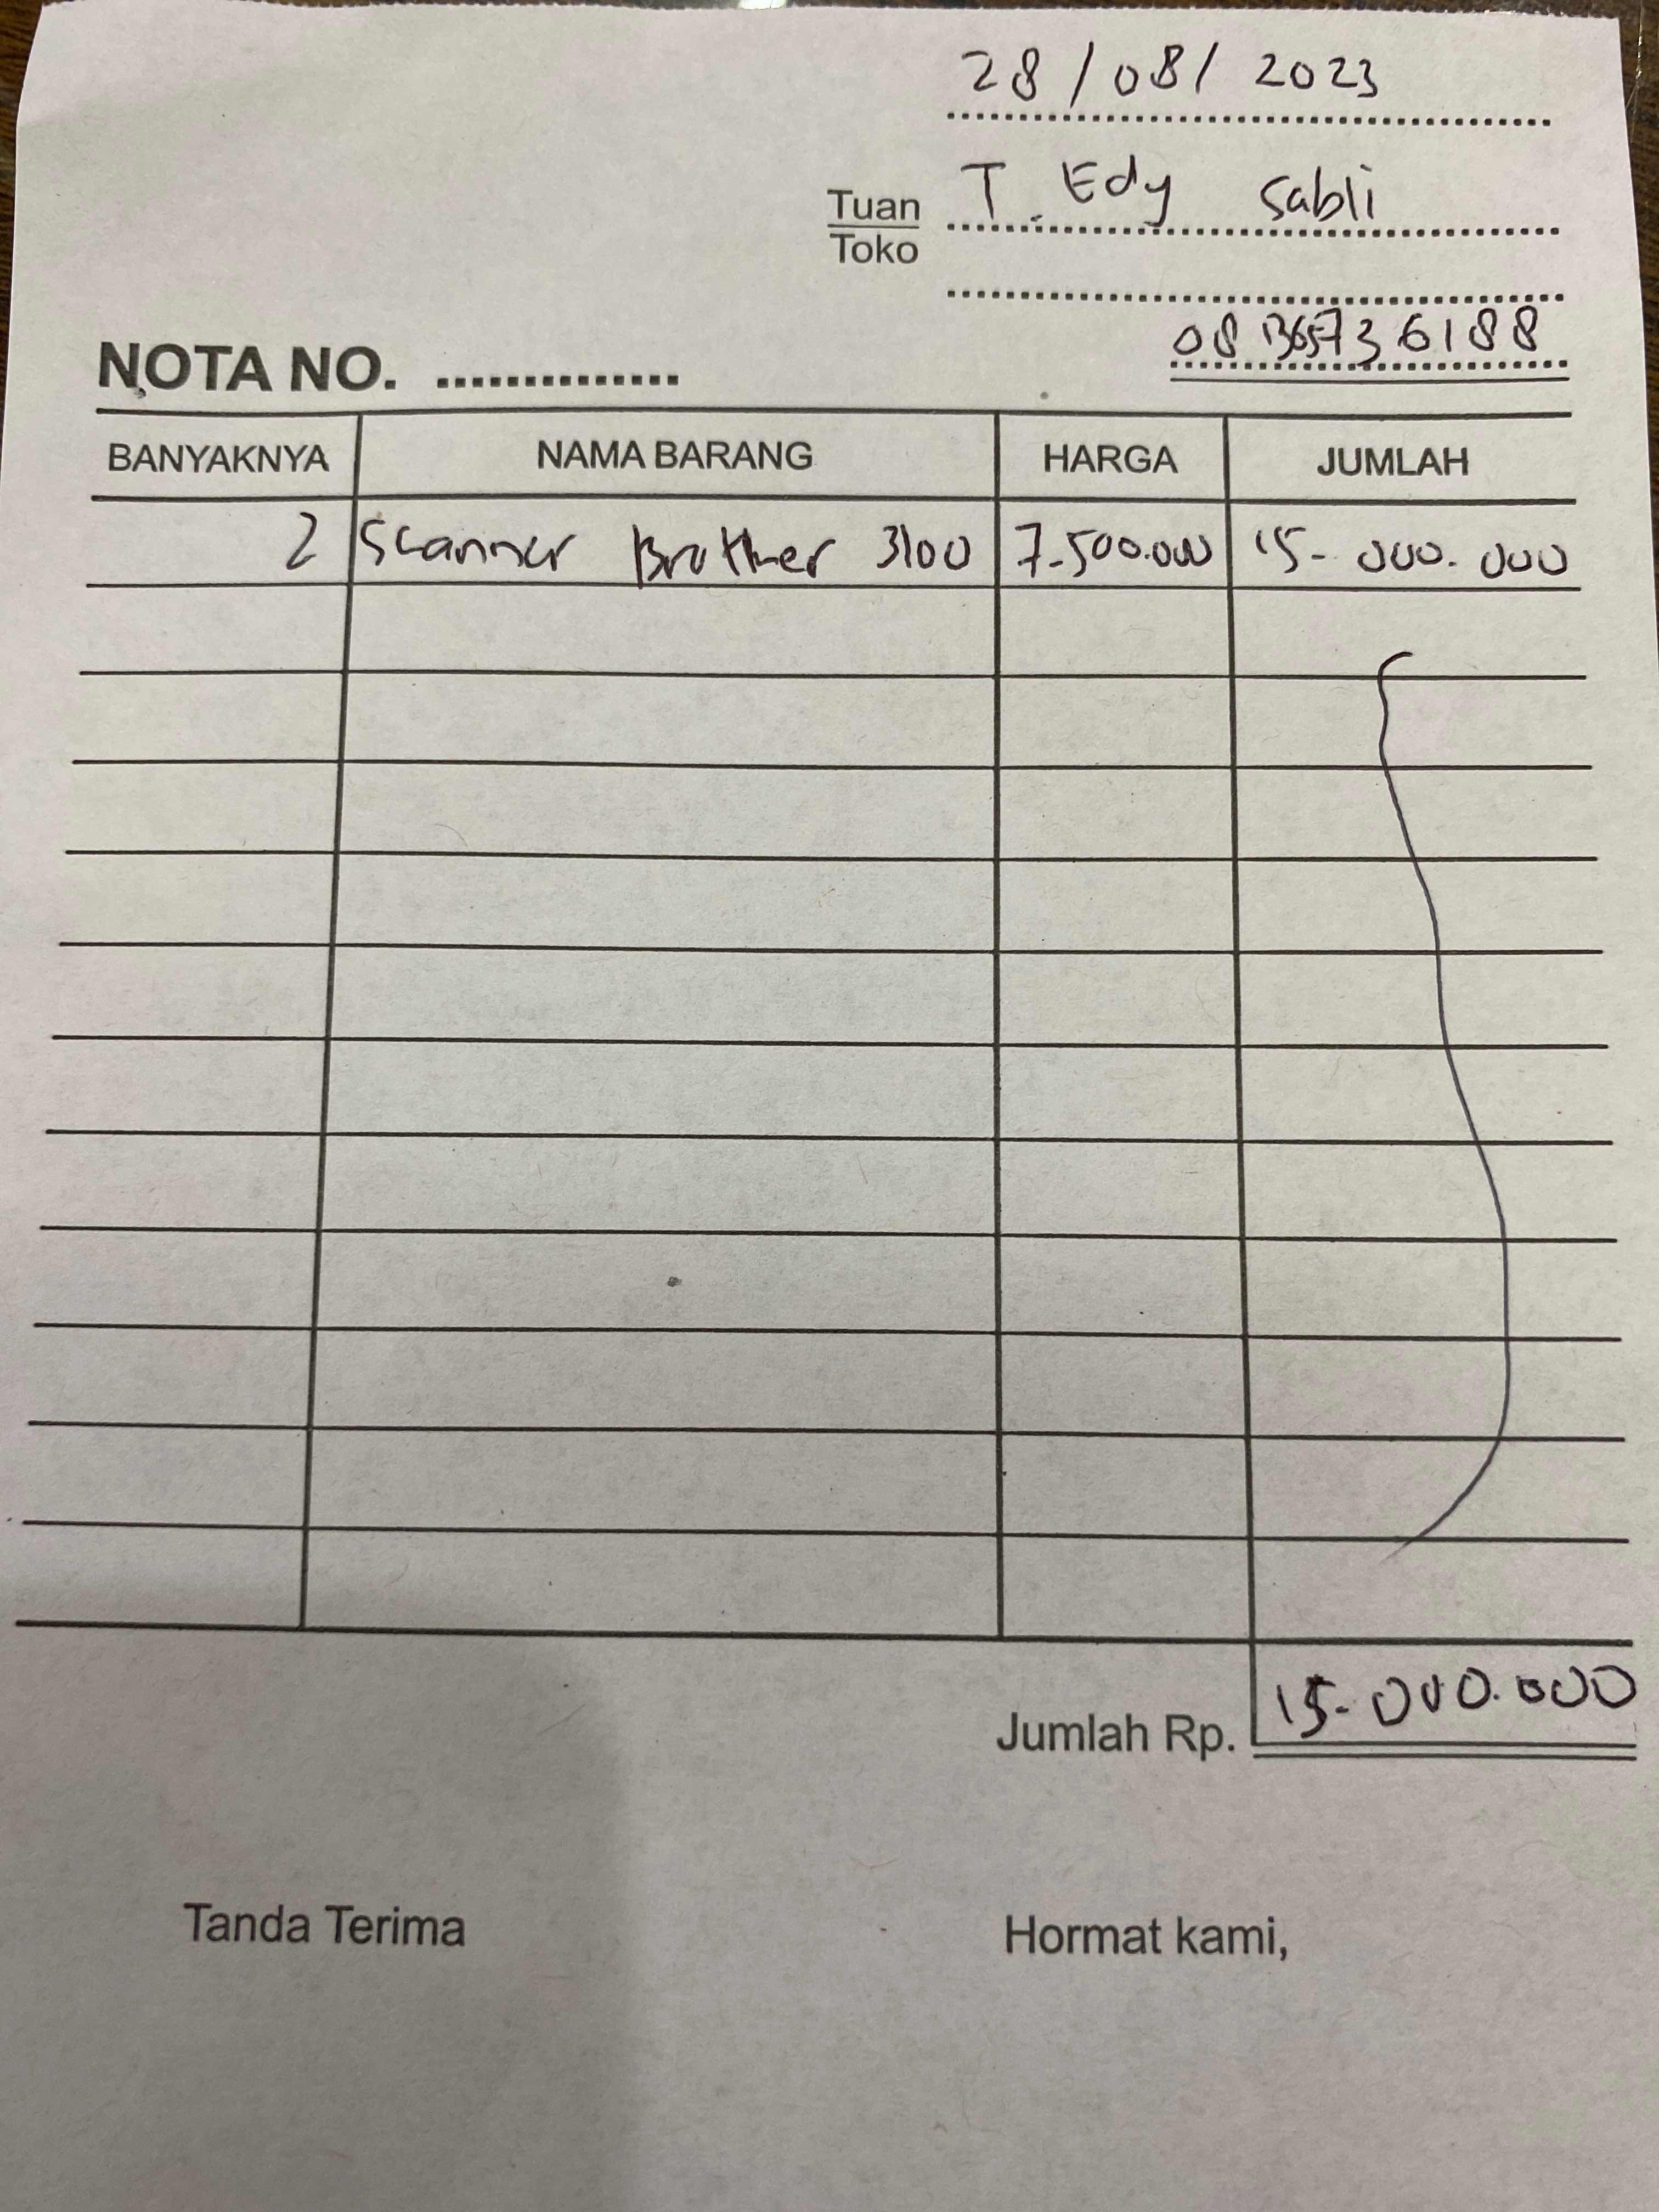 28/08/2023
Tuan T. Edy Sabli
Toko
NOTA NO. ............... 081365736188
BANYAKNYA NAMA BARANG HARGA JUMLAH
2 Scanner Brother 3100 7.500.000 15.000.000
Jumlah Rp. 15.000.000
Tanda Terima Hormat kami,